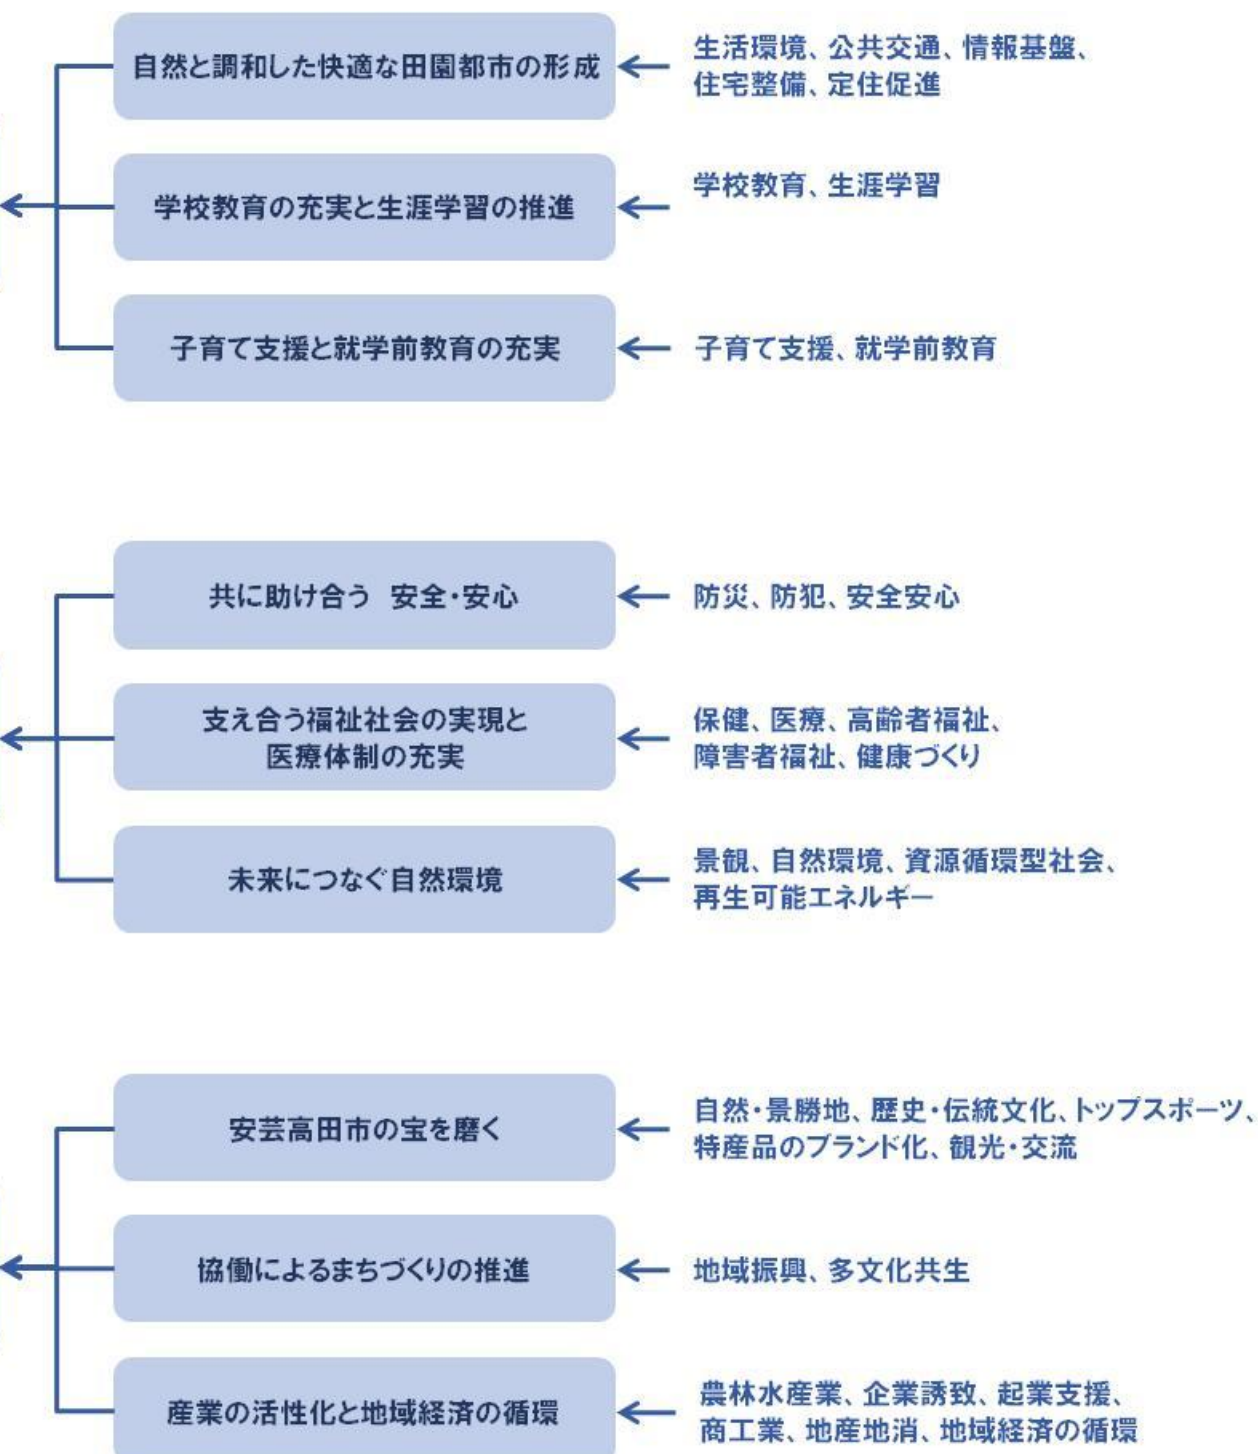 自然と調和した快適な田園都市の形成
生活環境、公共交通、情報基盤、
住宅整備、定住促進
学校教育の充実と生涯学習の推進
学校教育、生涯学習
子育て支援と就学前教育の充実
子育て支援、就学前教育
共に助け合う　安全・安心
防災、防犯、安全安心
支え合う福祉社会の実現と
医療体制の充実
保健、医療、高齢者福祉、
障害者福祉、健康づくり
未来につなぐ自然環境
景観、自然環境、資源循環型社会、
再生可能エネルギー
安芸高田市の宝を磨く
自然・景勝地、歴史・伝統文化、トップスポーツ、
特産品のブランド化、観光・交流
協働によるまちづくりの推進
地域振興、多文化共生
産業の活性化と地域経済の循環
農林水産業、企業誘致、起業支援、
商工業、地産地消、地域経済の循環